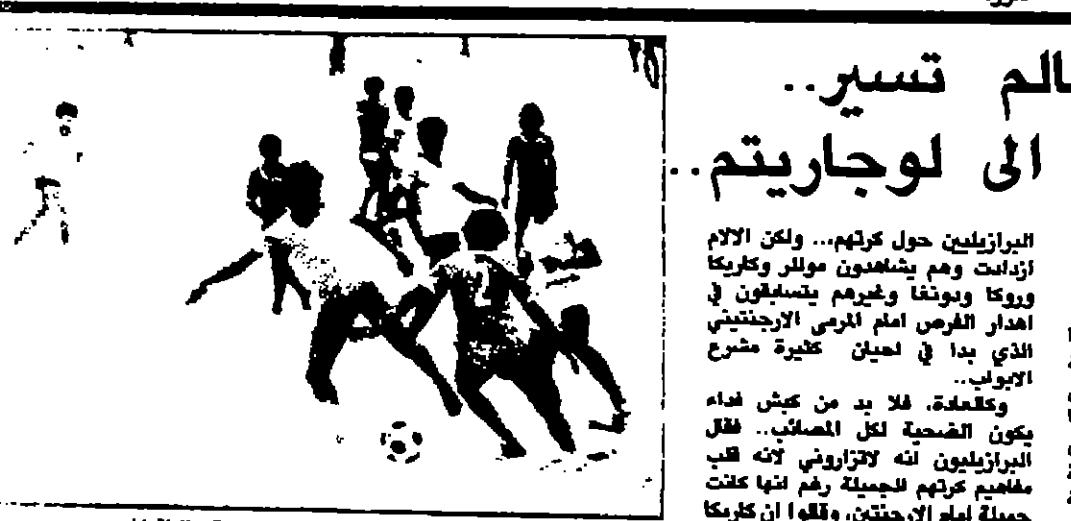 تسير..
الى لوجاريتم..
البرازيليين حول كرتهم... ولكن الالام
ازدادت وهم يشاهدون موللر وكاريكا
وروكا ودونغا وغيرهم يتسابقون في
اهدار الفرص امام المرمى الارجنتيني
الذي بدا في احيان كثيرة مشرع
الابواب..
وكالعادة، فلا بد من كبش فداء
يكون الضحية لكل المصائب.. فقال
البرازيليون انه لازاروني لانه قلب
مفاهيم كرتهم الجميلة رغم انها كانت
جميلة امام الارجنتين، وقالوا ان كاريكا